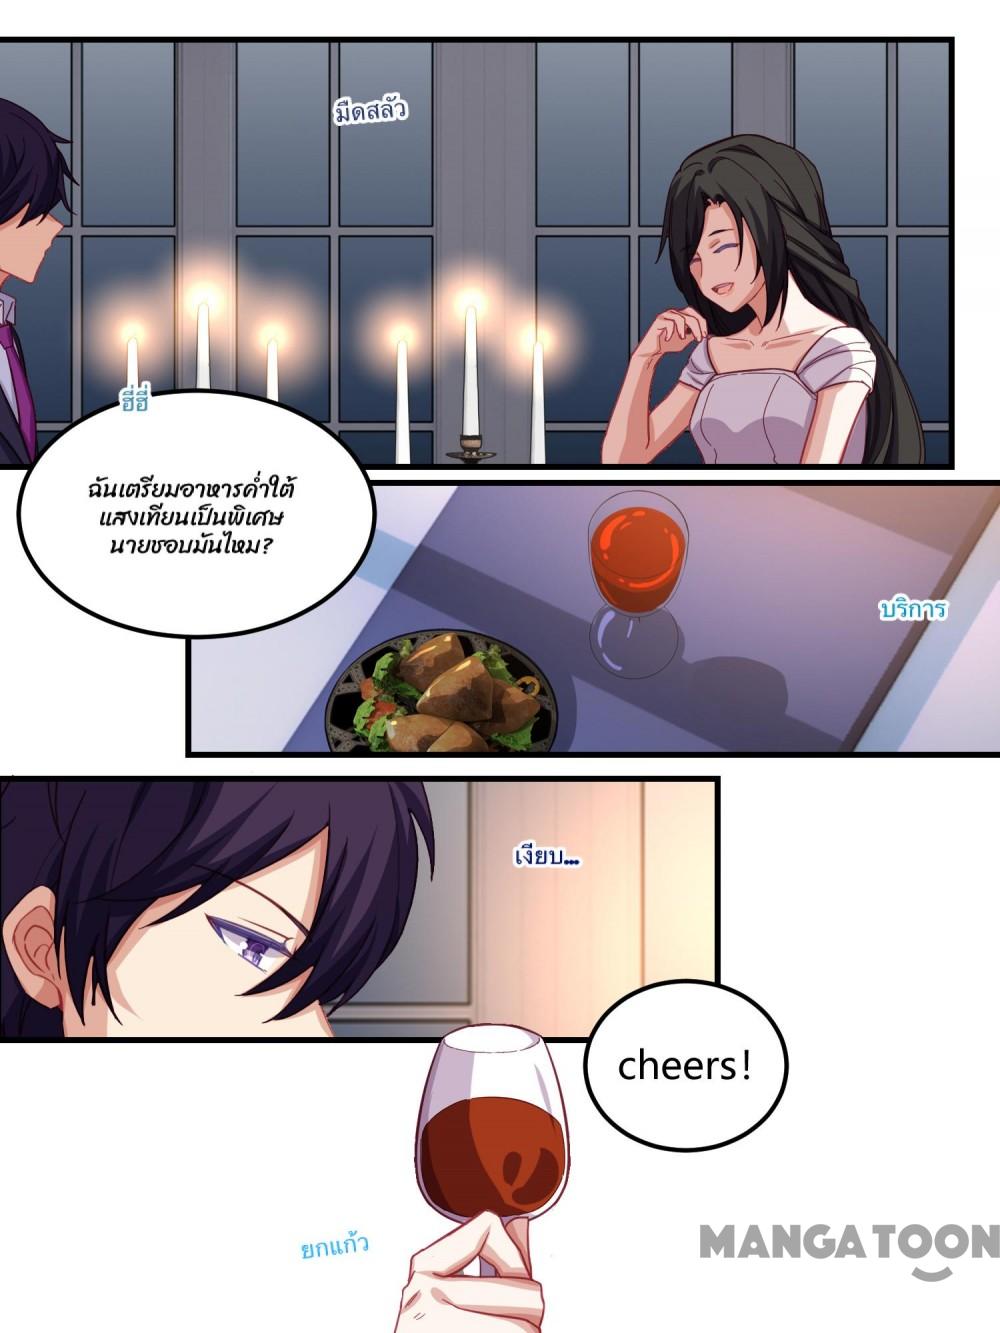 มืดสลัว
ฮี่ฮี่
ฉันเตรียมอาหารค่ำใต้
แสงเทียนเป็นพิเศษ
นายชอบมันไหม?
บริการ
เงียบ...
cheers!
ยกแก้ว
MANGATOON